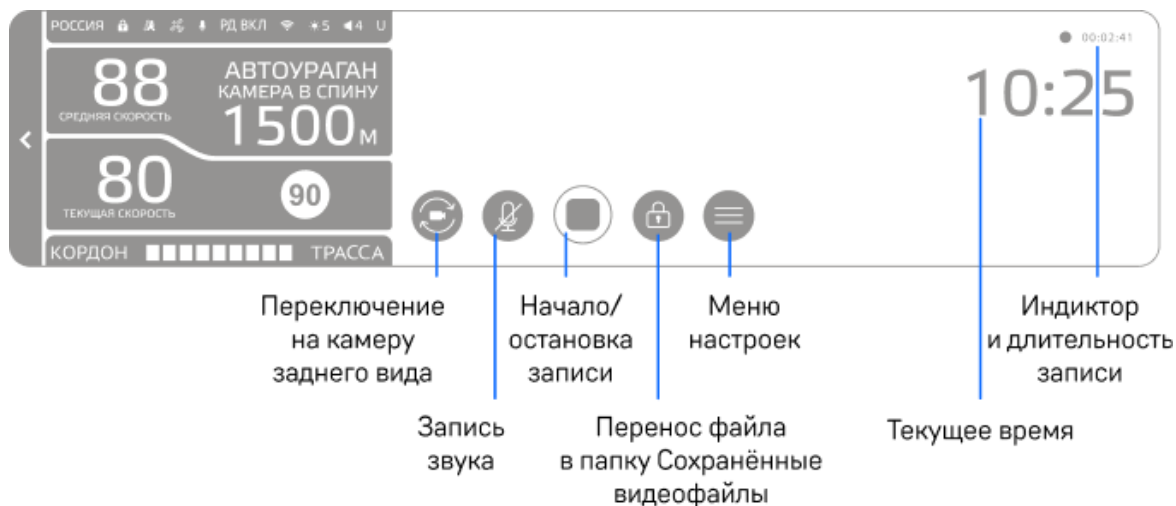 РОССИЯ РД ВКЛ 5 4 U
00:02:41
10:25
88
СРЕДНЯЯ СКОРОСТЬ
АВТОУРАГАН
КАМЕРА В СПИНУ
1500 М
80
ТЕКУЩАЯ СКОРОСТЬ
90
КОРДОН ТРАССА
Переключение
на камеру
заднего вида
Начало/
остановка
записи
Меню
настроек
Индиктор
и длительность
записи
Запись
звука
Перенос файла
в папку Сохранённые
видеофайлы
Текущее время